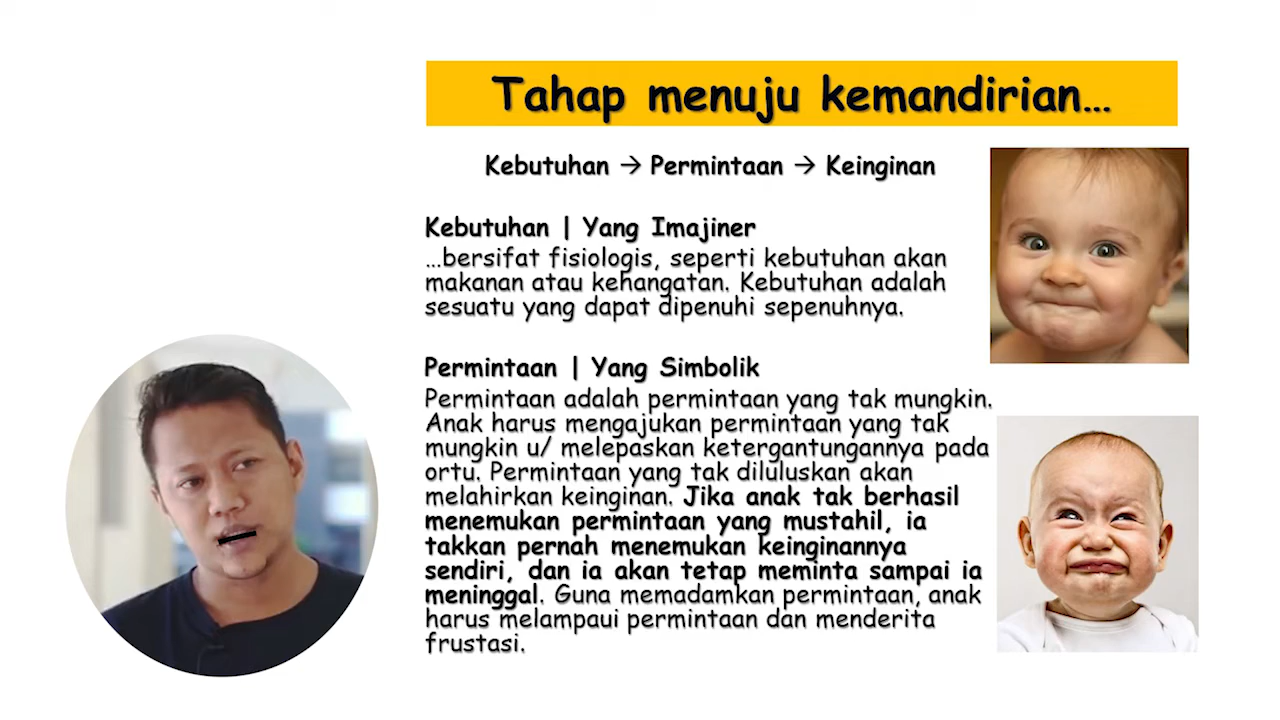 Tahap menuju kemandirian...
Kebutuhan → Permintaan → Keinginan
Kebutuhan | Yang Imajiner
...bersifat fisiologis, seperti kebutuhan akan
makanan atau kehangatan. Kebutuhan adalah
sesuatu yang dapat dipenuhi sepenuhnya.
Permintaan | Yang Simbolik
Permintaan adalah permintaan yang tak mungkin.
Anak harus mengajukan permintaan yang tak
mungkin u/ melepaskan ketergantungannya pada
ortu. Permintaan yang tak diluluskan akan
melahirkan keinginan. Jika anak tak berhasil
menemukan permintaan yang mustahil, ia
takkan pernah menemukan keinginannya
sendiri, dan ia akan tetap meminta sampai ia
meninggal. Guna memadamkan permintaan, anak
harus melampaui permintaan dan menderita
frustasi.